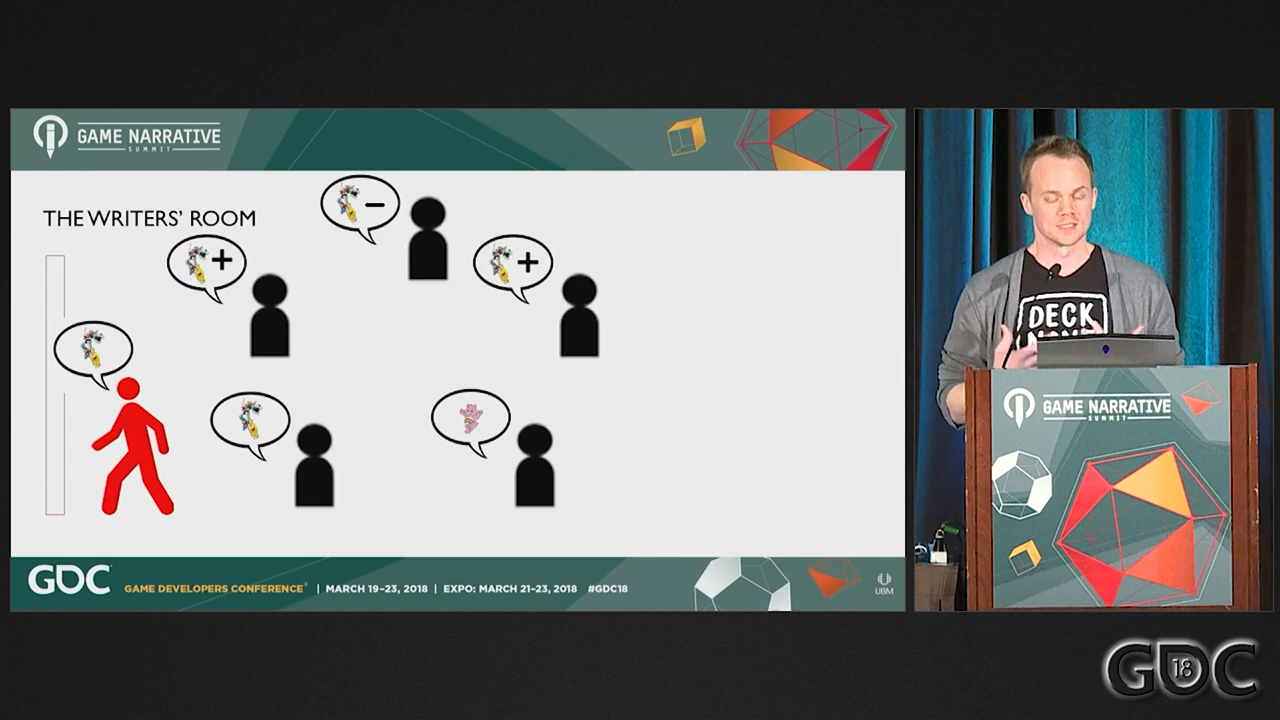 GAME NARRATIVE
SUMMIT
THE WRITERS' ROOM
+
−
+
GDC
GAME DEVELOPERS CONFERENCE® | MARCH 19–23, 2018 | EXPO: MARCH 21–23, 2018 #GDC18
UBM
DECK
GAME NARRATIVE
SUMMIT
GDC
18